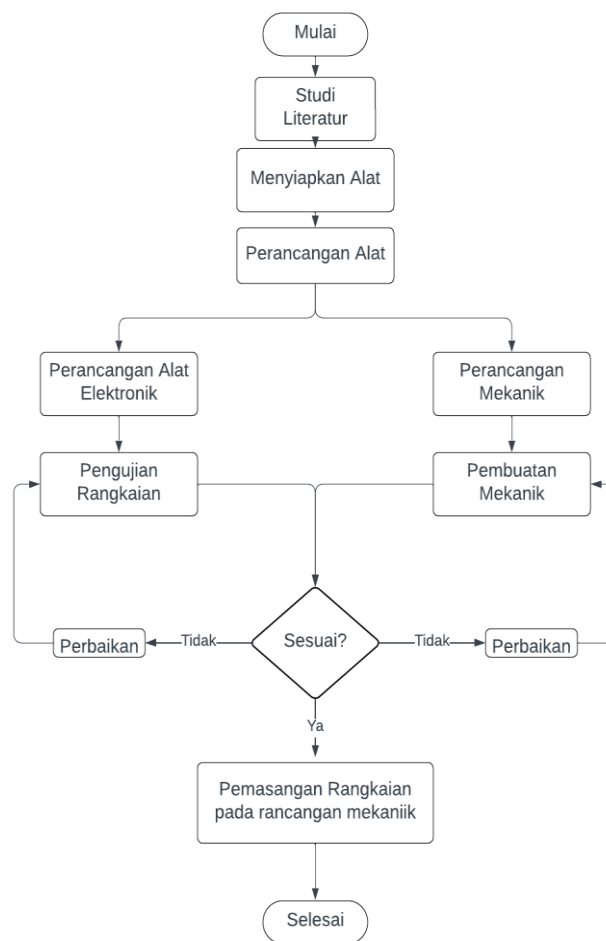 Mulai
Studi
Literatur
Menyiapkan Alat
Perancangan Alat
Perancangan Alat
Elektronik
Perancangan
Mekanik
Pengujian
Rangkaian
Pembuatan
Mekanik
Perbaikan
Tidak
Sesuai?
Tidak
Perbaikan
Ya
Pemasangan Rangkaian
pada rancangan mekaniik
Selesai